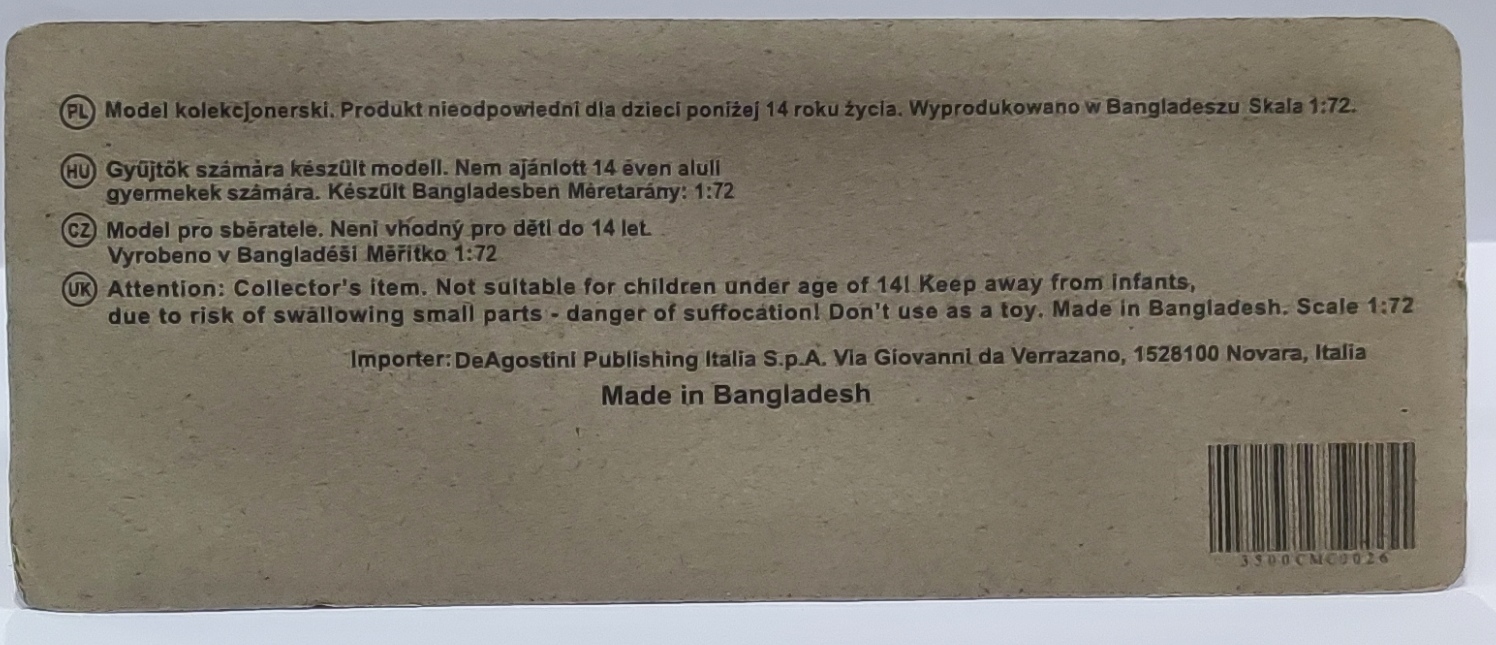 PL Model kolekcjonerski. Produkt nieodpowiedni dla dzieci poniżej 14 roku życia. Wyprodukowano w Bangladeszu Skala 1:72.
HU Gyűjtők számára készült modell. Nem ajánlott 14 éven aluli
gyermekek számára. Készült Bangladesben Méretarány: 1:72
CZ Model pro sběratele. Není vhodný pro děti do 14 let.
Vyrobeno v Bangladéši Měřítko 1:72
UK Attention: Collector's item. Not suitable for children under age of 14! Keep away from infants,
due to risk of swallowing small parts - danger of suffocation! Don't use as a toy. Made in Bangladesh. Scale 1:72
Importer: DeAgostini Publishing Italia S.p.A. Via Giovanni da Verrazano, 1528100 Novara, Italia
Made in Bangladesh
3500CMC0026